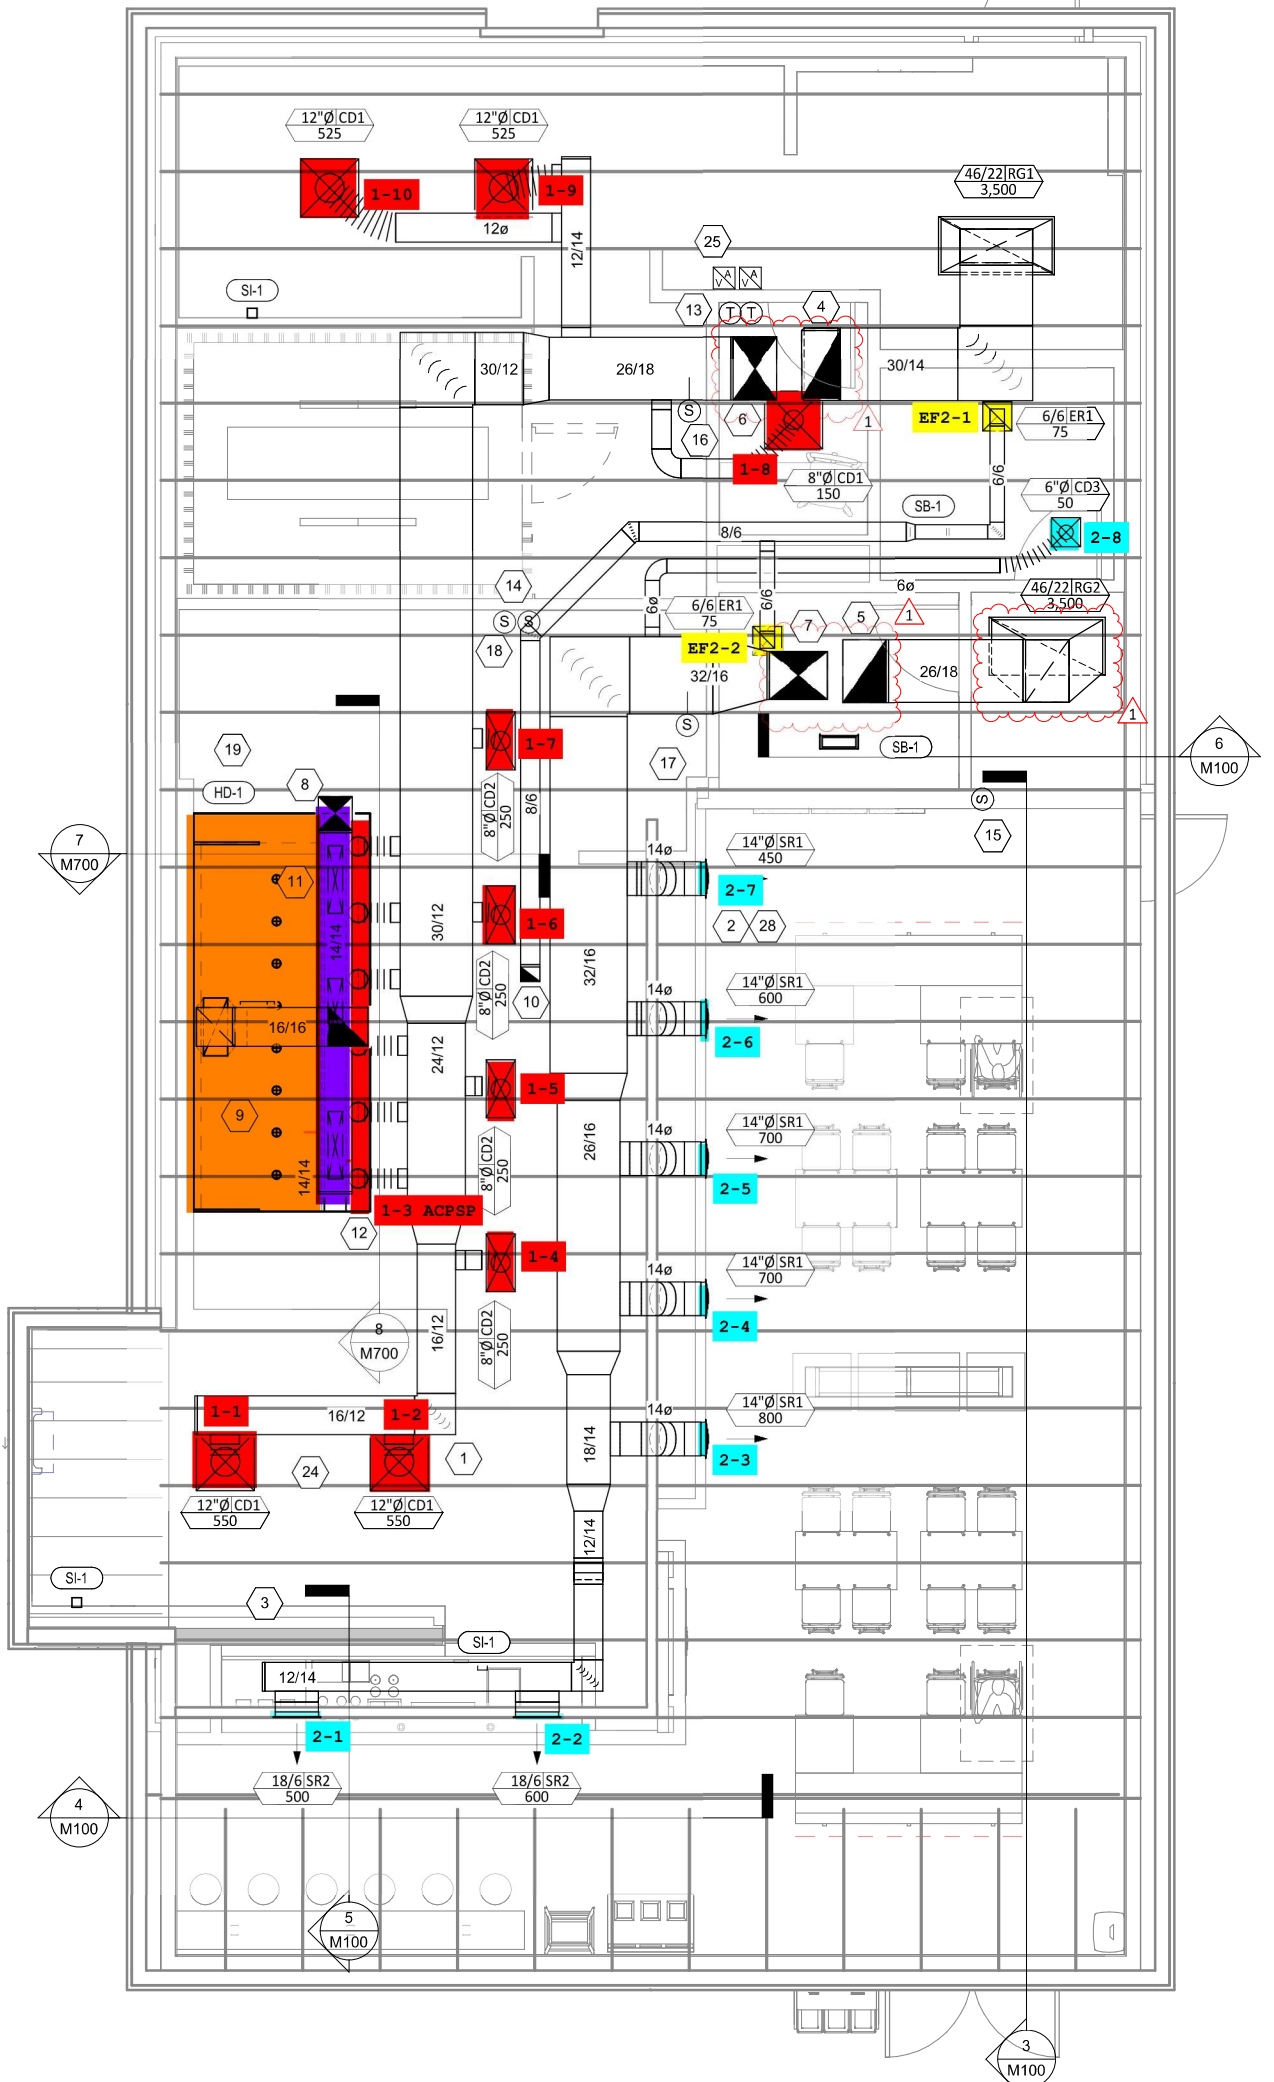 12"Ø CD1
525
12"Ø CD1
525
46/22 RG1
3,500
1-10
1-9
12ø
12/14
25
V A
V A
SI-1
13
T
T
4
30/12
26/18
30/14
S
6
16
1
EF2-1
6/6 ER1
75
1-8
8"Ø CD1
150
6/6
6"Ø CD3
50
SB-1
8/6
2-8
14
6ø
6ø
6/6 ER1
75
6/6
46/22 RG2
3,500
1
S
S
7
5
EF2-2
18
32/16
26/18
S
1
1-7
SB-1
6
M100
19
17
HD-1
8
8"Ø CD2
250
8/6
S
15
7
M700
14ø
14"Ø SR1
450
11
2-7
1-6
30/12
14/14
2
28
32/16
8"Ø CD2
250
14ø
14"Ø SR1
600
10
16/16
24/12
2-6
1-5
9
26/16
14ø
14"Ø SR1
700
8"Ø CD2
250
14/14
2-5
1-3 ACPSP
12
1-4
14ø
14"Ø SR1
700
8
M700
16/12
8"Ø CD2
250
2-4
1-1
16/12
1-2
14ø
14"Ø SR1
800
18/14
24
1
2-3
12"Ø CD1
550
12"Ø CD1
550
12/14
SI-1
3
SI-1
12/14
2-1
2-2
18/6 SR2
500
18/6 SR2
600
4
M100
5
M100
3
M100